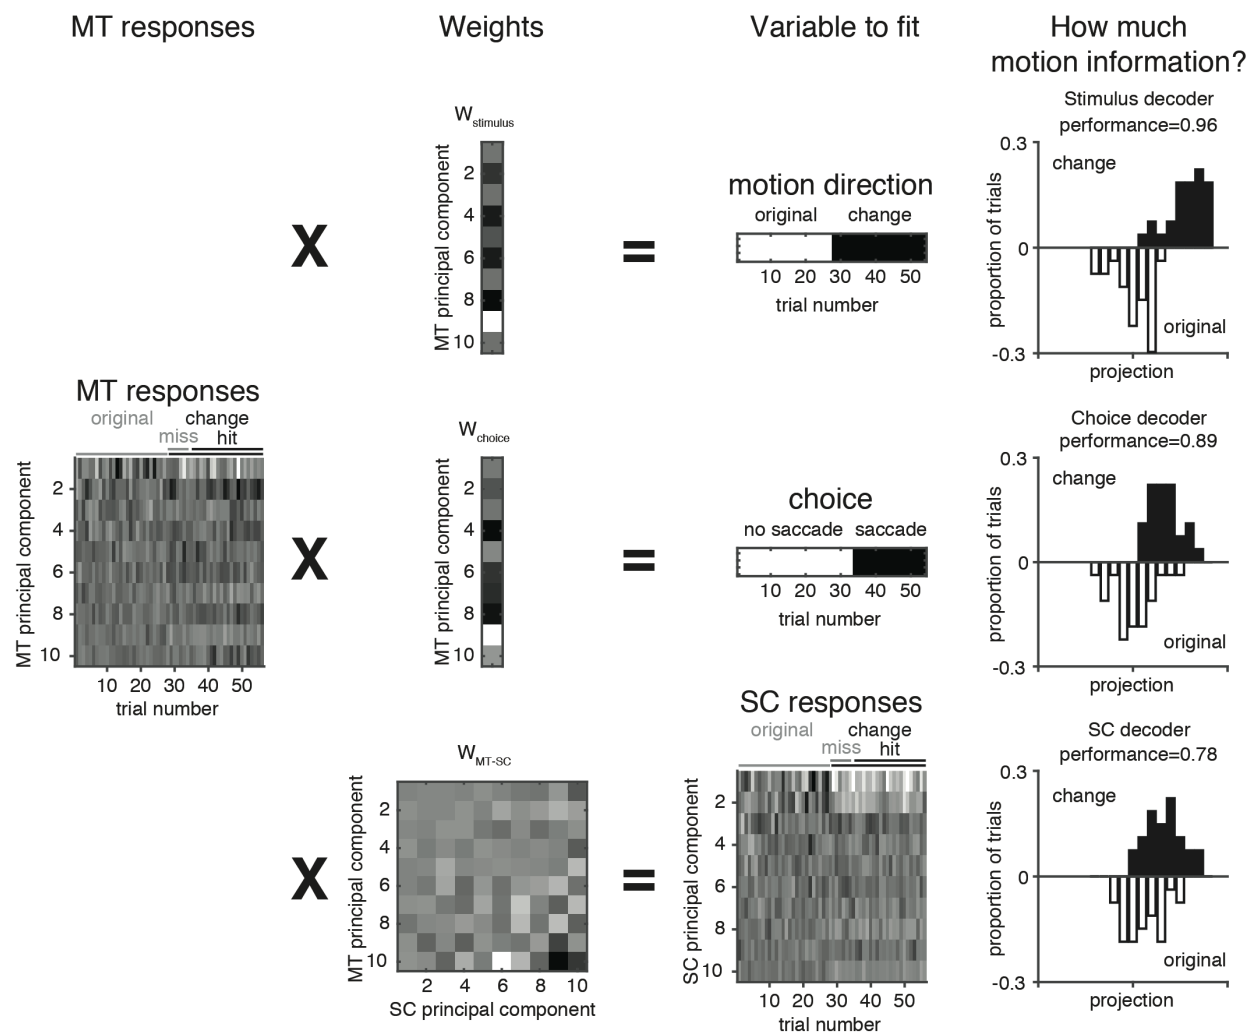 MT responses
Weights
Variable to fit
How much
motion information?
W stimulus
MT principal component
2
4
6
8
10
X
=
motion direction
original change
10 20 30 40 50
trial number
Stimulus decoder
performance=0.96
0.3
0
-0.3
proportion of trials
change
original
projection
MT responses
original
change
miss hit
MT principal component
2
4
6
8
10
10 20 30 40 50
trial number
X
W choice
MT principal component
2
4
6
8
10
=
choice
no saccade saccade
10 20 30 40 50
trial number
Choice decoder
performance=0.89
0.3
0
-0.3
proportion of trials
change
original
projection
X
W MT-SC
MT principal component
2
4
6
8
10
2 4 6 8 10
SC principal component
=
SC responses
original
change
miss hit
SC principal component
2
4
6
8
10
10 20 30 40 50
trial number
SC decoder
performance=0.78
0.3
0
-0.3
proportion of trials
change
original
projection